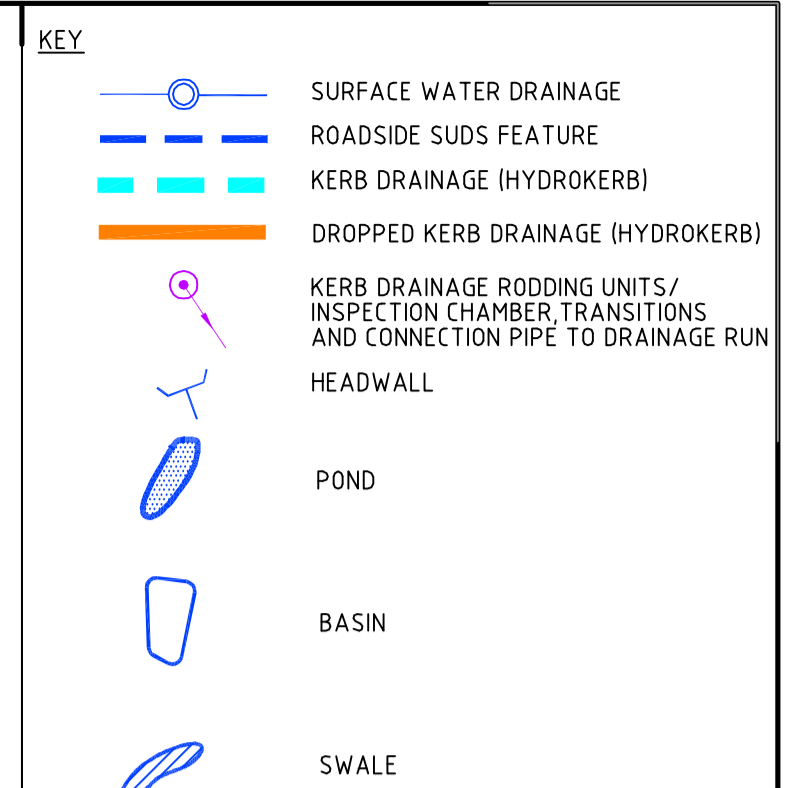 KEY
SURFACE WATER DRAINAGE
ROADSIDE SUDS FEATURE
KERB DRAINAGE (HYDROKERB)
DROPPED KERB DRAINAGE (HYDROKERB)
KERB DRAINAGE RODDING UNITS/
INSPECTION CHAMBER,TRANSITIONS
AND CONNECTION PIPE TO DRAINAGE RUN
HEADWALL
POND
BASIN
SWALE